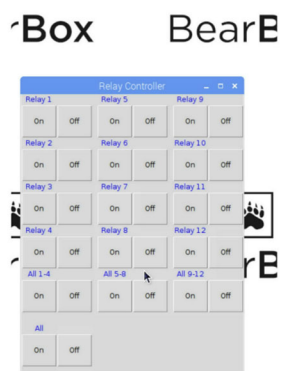 Box BearB
Relay Controller
Relay 1 Relay 5 Relay 9
On Off On Off On Off
Relay 2 Relay 6 Relay 10
On Off On Off On Off
Relay 3 Relay 7 Relay 11
On Off On Off On Off
Relay 4 Relay 8 Relay 12
On Off On Off On Off
rB
All 1-4 All 5-8 All 9-12
On Off On Off On Off
All
On Off